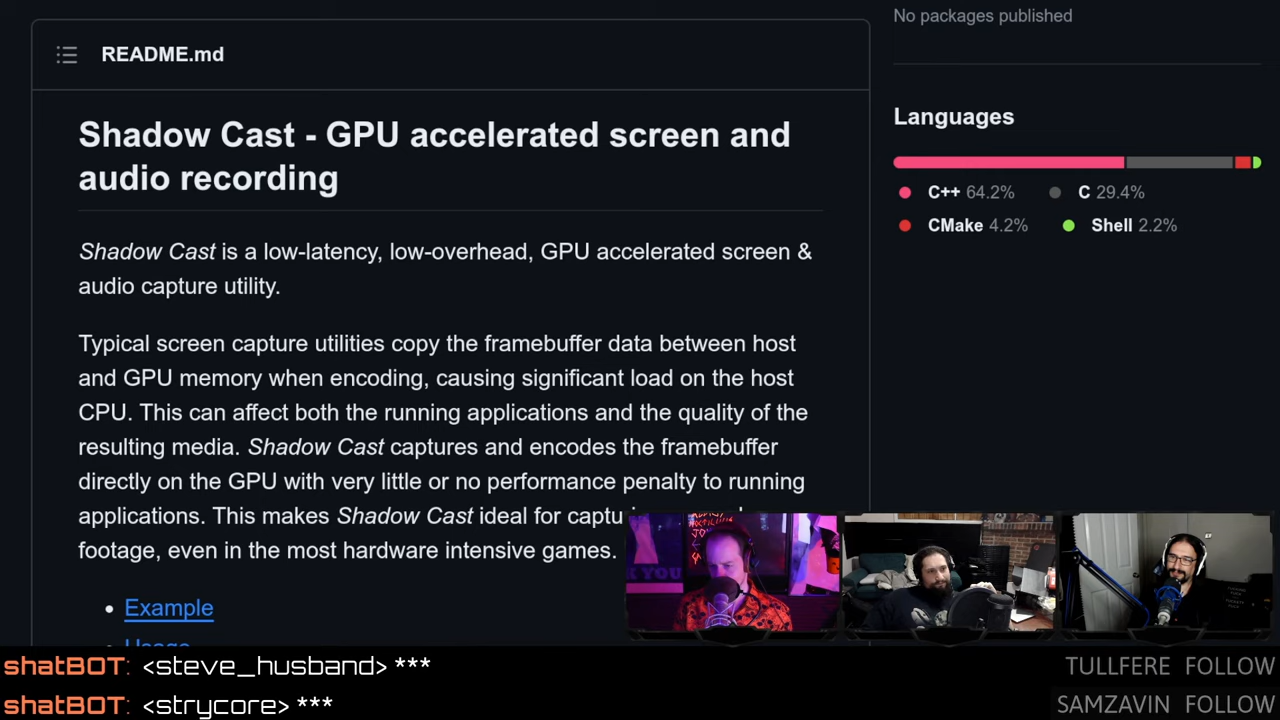 No packages published
README.md
Languages
Shadow Cast - GPU accelerated screen and
audio recording
C++ 64.2%
C 29.4%
CMake 4.2%
Shell 2.2%
Shadow Cast is a low-latency, low-overhead, GPU accelerated screen &
audio capture utility.
Typical screen capture utilities copy the framebuffer data between host
and GPU memory when encoding, causing significant load on the host
CPU. This can affect both the running applications and the quality of the
resulting media. Shadow Cast captures and encodes the framebuffer
directly on the GPU with very little or no performance penalty to running
applications. This makes Shadow Cast ideal for
footage, even in the most hardware intensive games.
Example
Usage
shatBOT: <steve_husband> ***
TULLFERE FOLLOW
shatBOT: <strycore> ***
SAMZAVIN FOLLOW